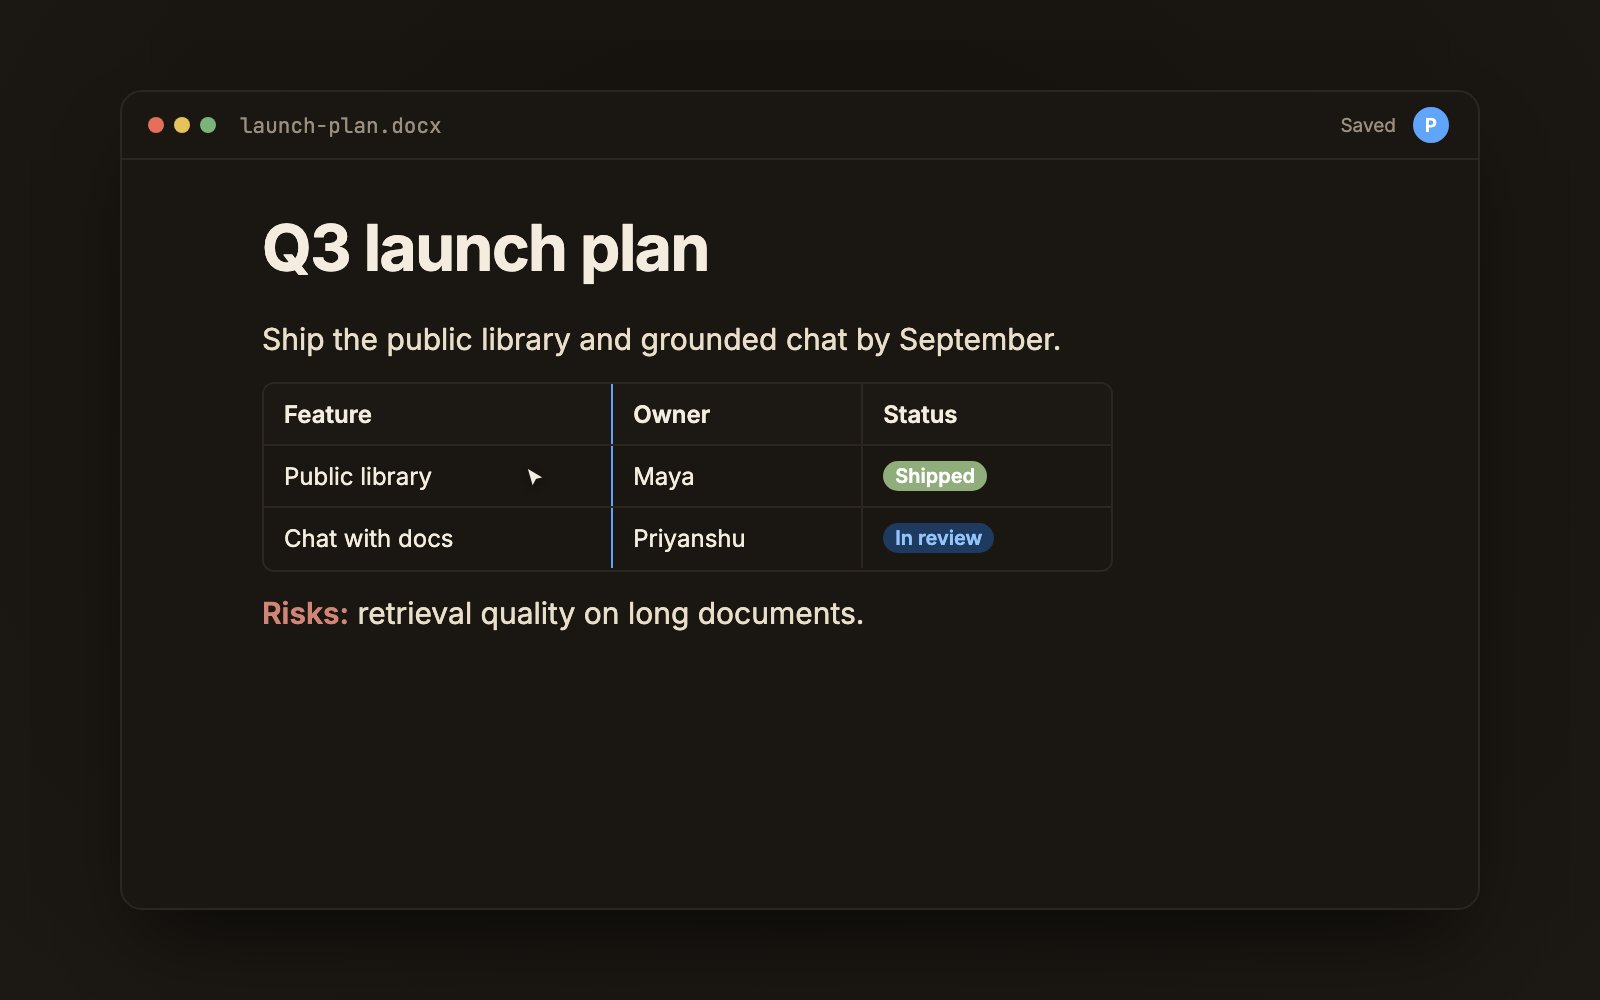 launch-plan.docx Saved P
Q3 launch plan
Ship the public library and grounded chat by September.
Feature Owner Status
Public library Maya Shipped
Chat with docs Priyanshu In review
Risks: retrieval quality on long documents.